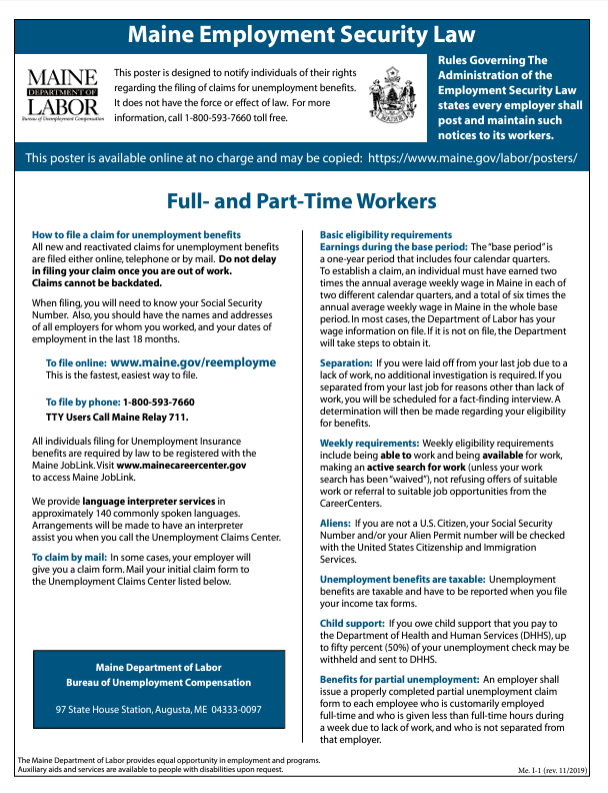 Maine Employment Security Law
MAINE
DEPARTMENT OF
LABOR
Bureau of Unemployment Compensation
This poster is designed to notify individuals of their rights
regarding the filing of claims for unemployment benefits.
It does not have the force or effect of law. For more
information, call 1-800-593-7660 toll free.
Rules Governing The
Administration of the
Employment Security Law
states every employer shall
post and maintain such
notices to its workers.
This poster is available online at no charge and may be copied: https://www.maine.gov/labor/posters/
Full- and Part-Time Workers
How to file a claim for unemployment benefits
All new and reactivated claims for unemployment benefits
are filed either online, telephone or by mail. Do not delay
in filing your claim once you are out of work.
Claims cannot be backdated.
When filing, you will need to know your Social Security
Number. Also, you should have the names and addresses
of all employers for whom you worked, and your dates of
employment in the last 18 months.
To file online: www.maine.gov/reemployme
This is the fastest, easiest way to file.
To file by phone: 1-800-593-7660
TTY Users Call Maine Relay 711.
All individuals filing for Unemployment Insurance
benefits are required by law to be registered with the
Maine JobLink. Visit www.mainecareercenter.gov
to access Maine JobLink.
We provide language interpreter services in
approximately 140 commonly spoken languages.
Arrangements will be made to have an interpreter
assist you when you call the Unemployment Claims Center.
To claim by mail: In some cases, your employer will
give you a claim form. Mail your initial claim form to
the Unemployment Claims Center listed below.
Maine Department of Labor
Bureau of Unemployment Compensation
97 State House Station, Augusta, ME 04333-0097
Basic eligibility requirements
Earnings during the base period: The "base period" is
a one-year period that includes four calendar quarters.
To establish a claim, an individual must have earned two
times the annual average weekly wage in Maine in each of
two different calendar quarters, and a total of six times the
annual average weekly wage in Maine in the whole base
period. In most cases, the Department of Labor has your
wage information on file. If it is not on file, the Department
will take steps to obtain it.
Separation: If you were laid off from your last job due to a
lack of work, no additional investigation is required. If you
separated from your last job for reasons other than lack of
work, you will be scheduled for a fact-finding interview. A
determination will then be made regarding your eligibility
for benefits.
Weekly requirements: Weekly eligibility requirements
include being able to work and being available for work,
making an active search for work (unless your work
search has been "waived"), not refusing offers of suitable
work or referral to suitable job opportunities from the
CareerCenters.
Aliens: If you are not a U.S. Citizen, your Social Security
Number and/or your Alien Permit number will be checked
with the United States Citizenship and Immigration
Services.
Unemployment benefits are taxable: Unemployment
benefits are taxable and have to be reported when you file
your income tax forms.
Child support: If you owe child support that you pay to
the Department of Health and Human Services (DHHS), up
to fifty percent (50%) of your unemployment check may be
withheld and sent to DHHS.
Benefits for partial unemployment: An employer shall
issue a properly completed partial unemployment claim
form to each employee who is customarily employed
full-time and who is given less than full-time hours during
a week due to lack of work, and who is not separated from
that employer.
The Maine Department of Labor provides equal opportunity in employment and programs.
Auxiliary aids and services are available to people with disabilities upon request.
Me. I-1 (rev. 11/2019)